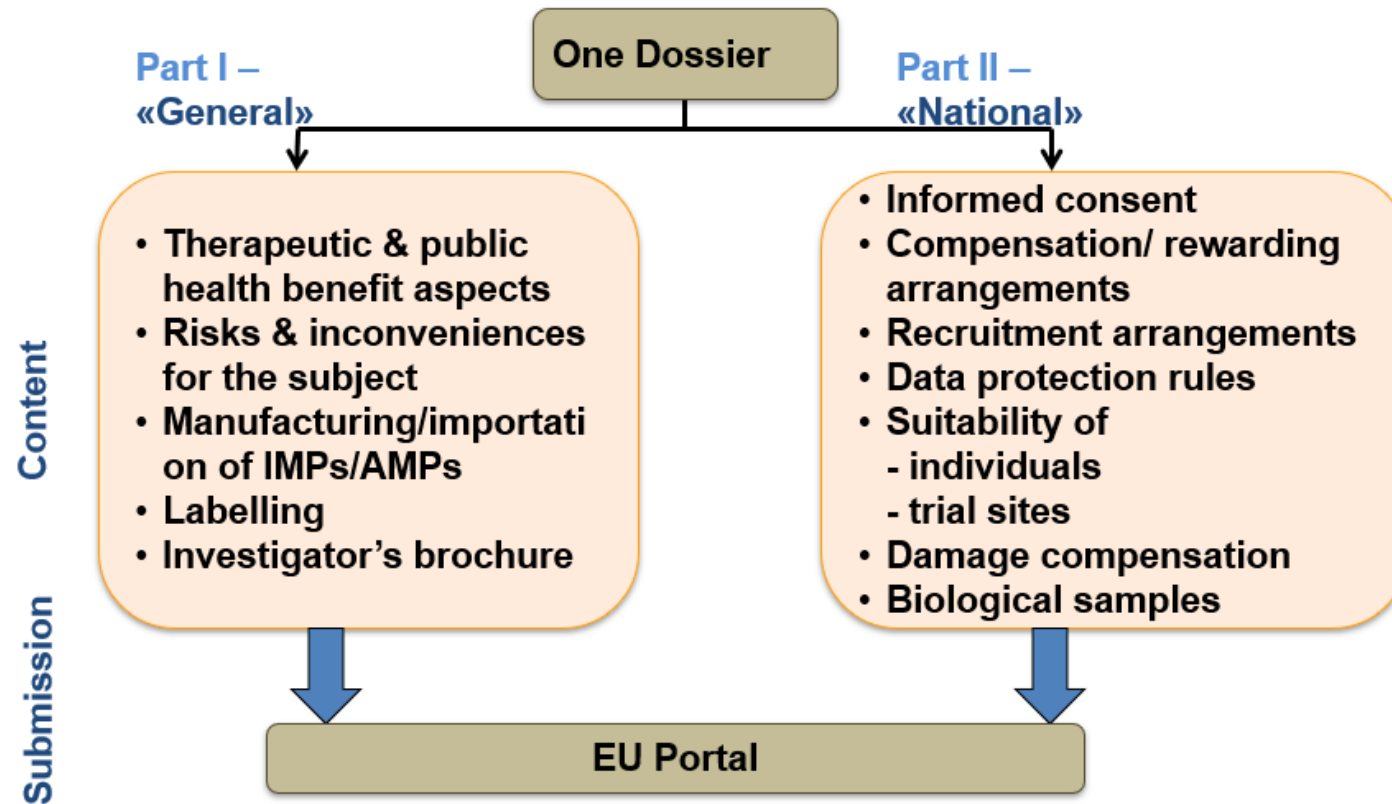 One Dossier
Part I –
«General»
Part II –
«National»
Content
• Therapeutic & public
health benefit aspects
• Risks & inconveniences
for the subject
• Manufacturing/importati
on of IMPs/AMPs
• Labelling
• Investigator’s brochure
• Informed consent
• Compensation/ rewarding
arrangements
• Recruitment arrangements
• Data protection rules
• Suitability of
- individuals
- trial sites
• Damage compensation
• Biological samples
Submission
EU Portal